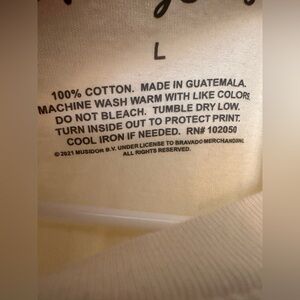 L
100% COTTON. MADE IN GUATEMALA.
MACHINE WASH WARM WITH LIKE COLORS
DO NOT BLEACH. TUMBLE DRY LOW.
TURN INSIDE OUT TO PROTECT PRINT.
COOL IRON IF NEEDED. RN# 102050
© 2021 MUSIDOR B.V. UNDER LICENSE TO BRAVADO MERCHANDISING
ALL RIGHTS RESERVED.